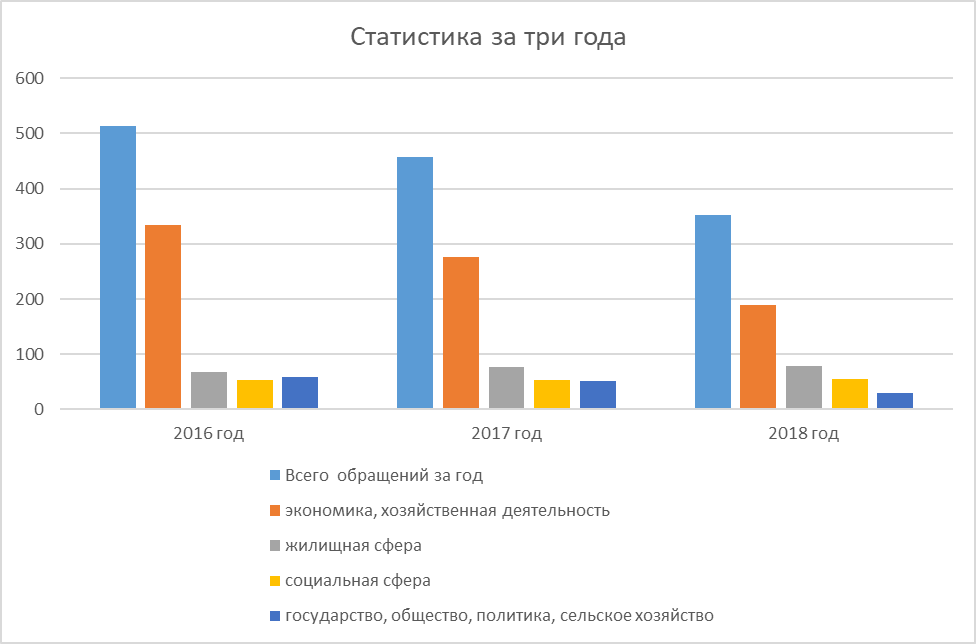 Статистика за три года
600
500
400
300
200
100
0
2016 год
2017 год
2018 год
Всего  обращений за год
экономика, хозяйственная деятельность
жилищная сфера
социальная сфера
государство, общество, политика, сельское хозяйство